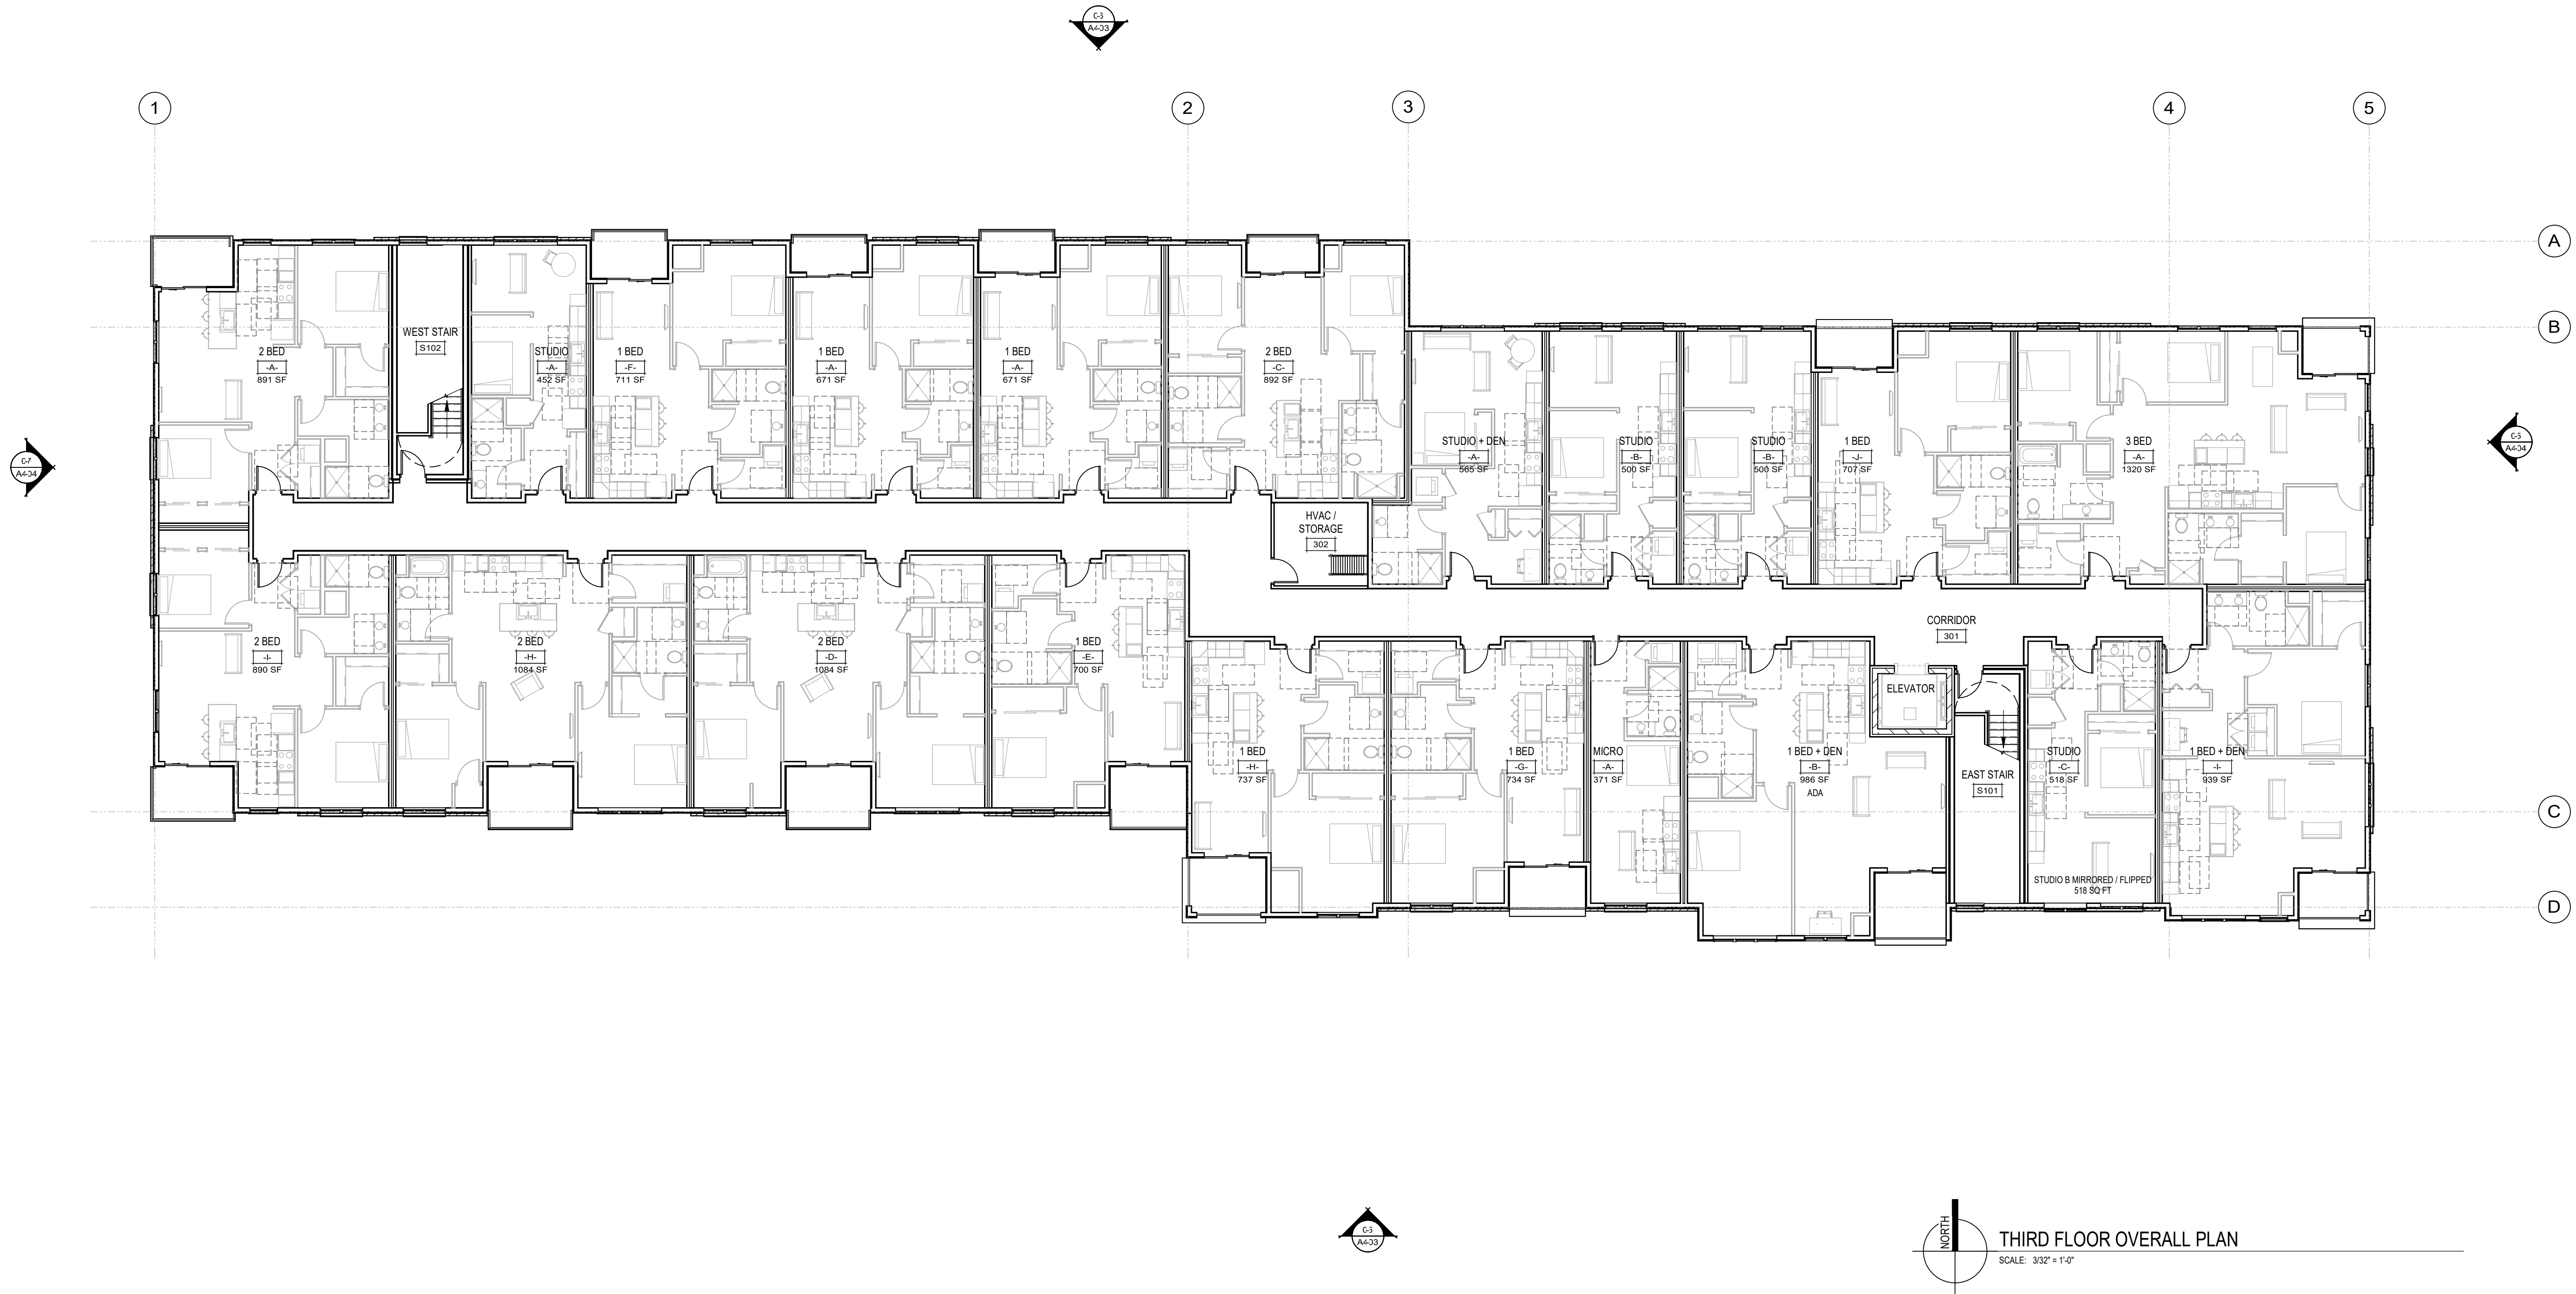 C-6
A4-03
1
2
3
4
5
A
B
C
D
C-7
A4-04
C-5
A4-04
2 BED
-A-
891 SF
WEST STAIR
S102
STUDIO
-A-
452 SF
1 BED
-F-
711 SF
1 BED
-A-
671 SF
1 BED
-A-
671 SF
2 BED
-C-
892 SF
STUDIO + DEN
-A-
565 SF
STUDIO
-B-
500 SF
STUDIO
-B-
500 SF
1 BED
-J-
707 SF
3 BED
-A-
1320 SF
HVAC /
STORAGE
302
CORRIDOR
301
2 BED
-I-
890 SF
2 BED
-H-
1084 SF
2 BED
-D-
1084 SF
1 BED
-E-
700 SF
1 BED
-H-
737 SF
1 BED
-G-
734 SF
MICRO
-A-
371 SF
1 BED + DEN
-B-
986 SF
ADA
ELEVATOR
EAST STAIR
S101
STUDIO
-C-
518 SF
STUDIO B MIRRORED / FLIPPED
518 SQ FT
1 BED + DEN
-I-
939 SF
C-5
A4-03
NORTH
THIRD FLOOR OVERALL PLAN
SCALE: 3/32" = 1'-0"